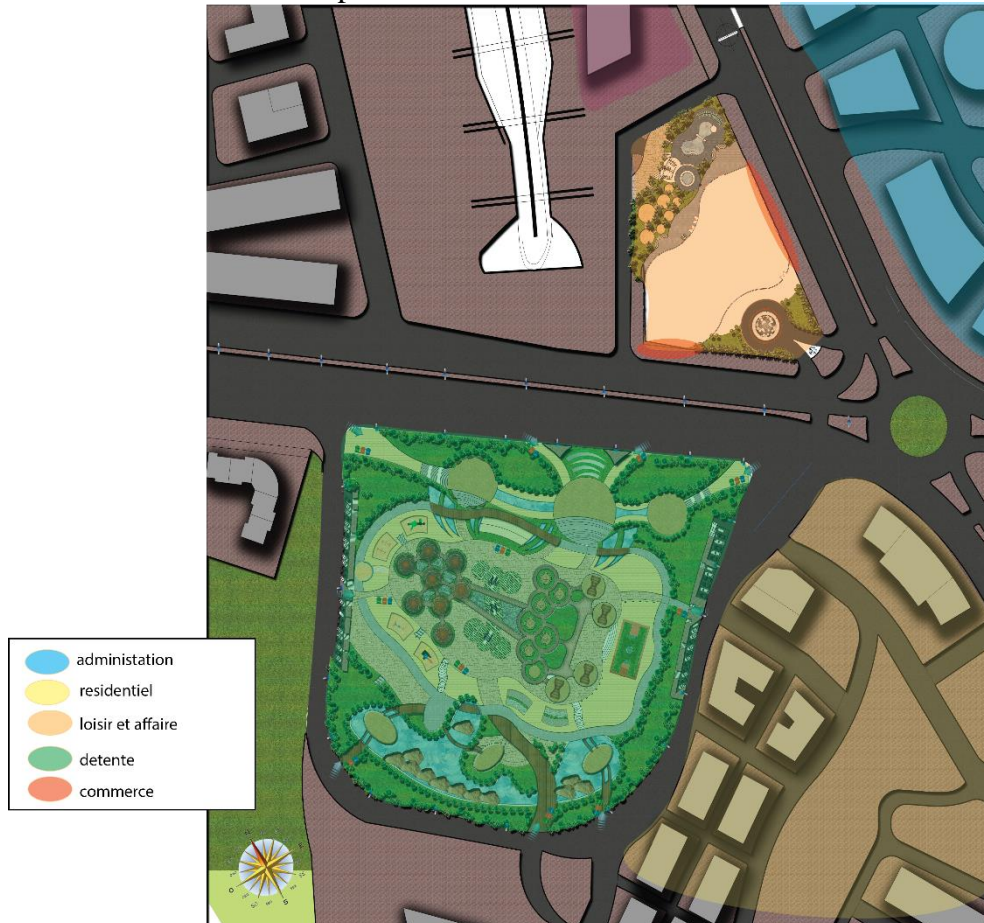 administation
residentiel
loisir et affaire
detente
commerce
O
S